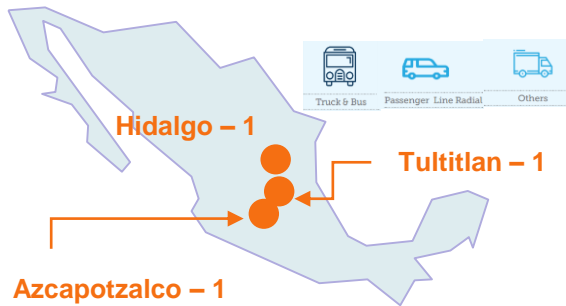 Truck & Bus
Passenger Line Radial
Others
Hidalgo – 1
Tultitlan – 1
Azcapotzalco – 1